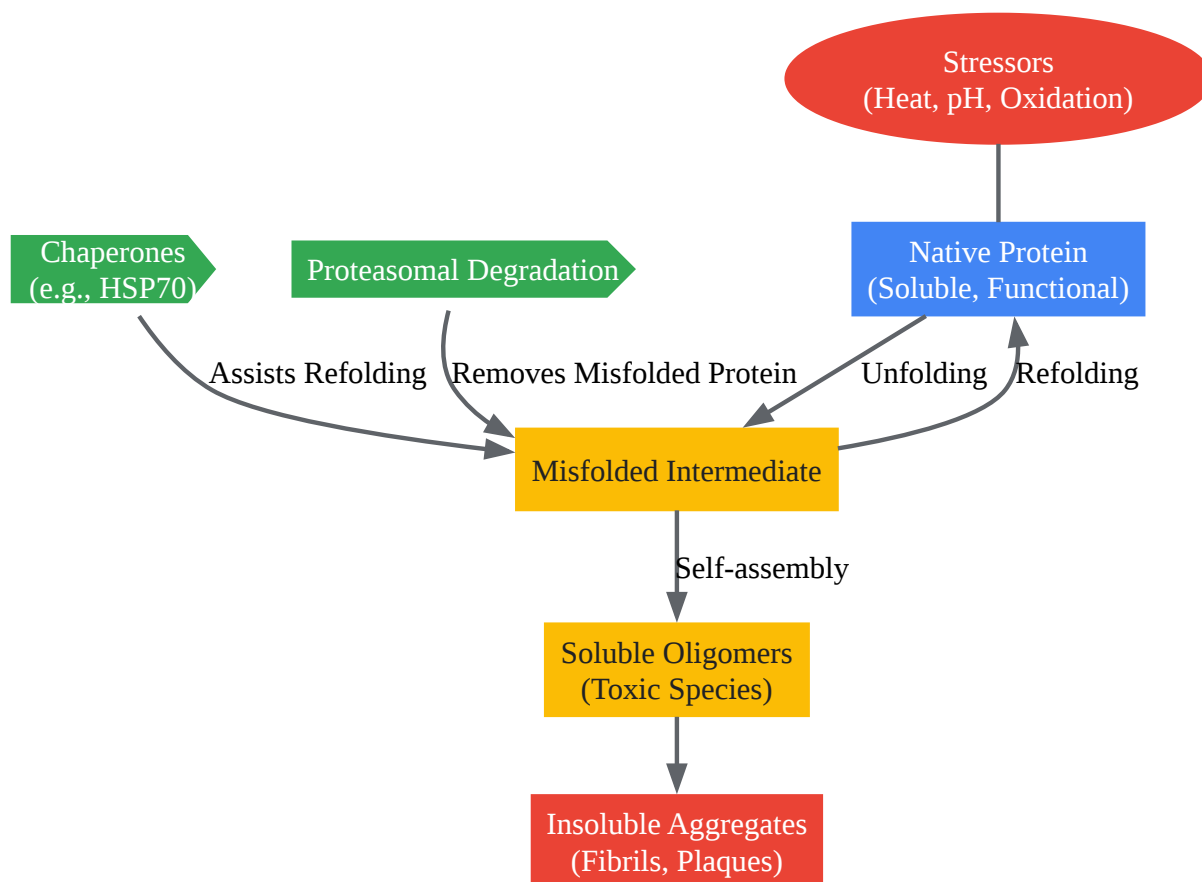 Stressors
(Heat, pH, Oxidation)
Chaperones
(e.g., HSP70)
Proteasomal Degradation
Native Protein
(Soluble, Functional)
Assists Refolding
Removes Misfolded Protein
Unfolding
Refolding
Misfolded Intermediate
Self-assembly
Soluble Oligomers
(Toxic Species)
Insoluble Aggregates
(Fibrils, Plaques)